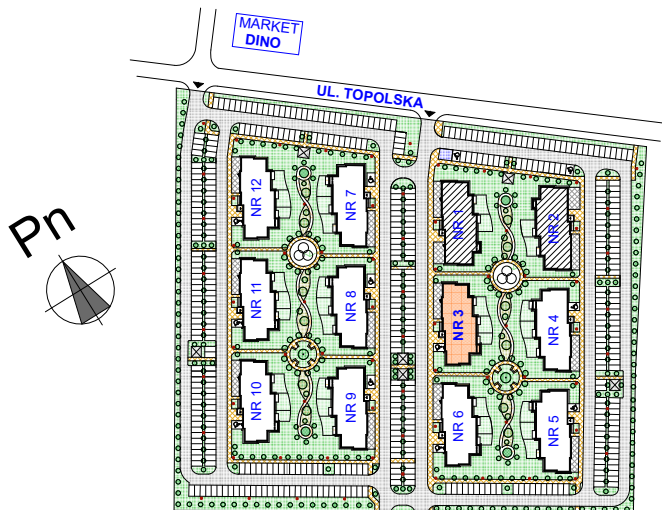 MARKET
DINO
UL. TOPOLSKA
Pn
NR 12
NR 7
NR 1
NR 2
NR 11
NR 8
NR 3
NR 4
NR 10
NR 9
NR 6
NR 5